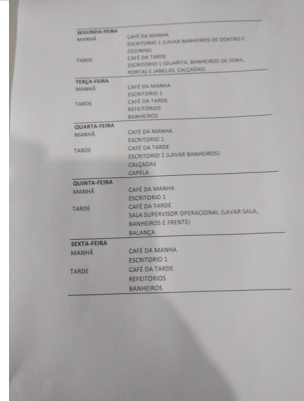 SEGUNDA-FEIRA
MANHÃ CAFÉ DA MANHA
ESCRITORIO 1 (LAVAR BANHEIROS DE DENTRO E
COZINHA)
TARDE CAFÉ DA TARDE
ESCRITORIO 1 (GUARITA, BANHEIROS DE FORA,
PORTAS E JANELAS, CALÇADAS)
TERÇA-FEIRA
MANHÃ CAFÉ DA MANHA
ESCRITORIO 1
TARDE CAFÉ DA TARDE
REFEITÓRIOS
BANHEIROS
QUARTA-FEIRA
MANHÃ CAFÉ DA MANHA
ESCRITORIO 1
TARDE CAFÉ DA TARDE
ESCRITORIO 2 (LAVAR BANHEIROS)
CALÇADAS
CAPELA
QUINTA-FEIRA
MANHÃ CAFÉ DA MANHA
ESCRITORIO 1
TARDE CAFÉ DA TARDE
SALA SUPERVISOR OPERACIONAL (LAVAR SALA,
BANHEIROS E FRENTE)
BALANÇA
SEXTA-FEIRA
MANHÃ CAFÉ DA MANHA
ESCRITORIO 1
TARDE CAFÉ DA TARDE
REFEITÓRIOS
BANHEIROS